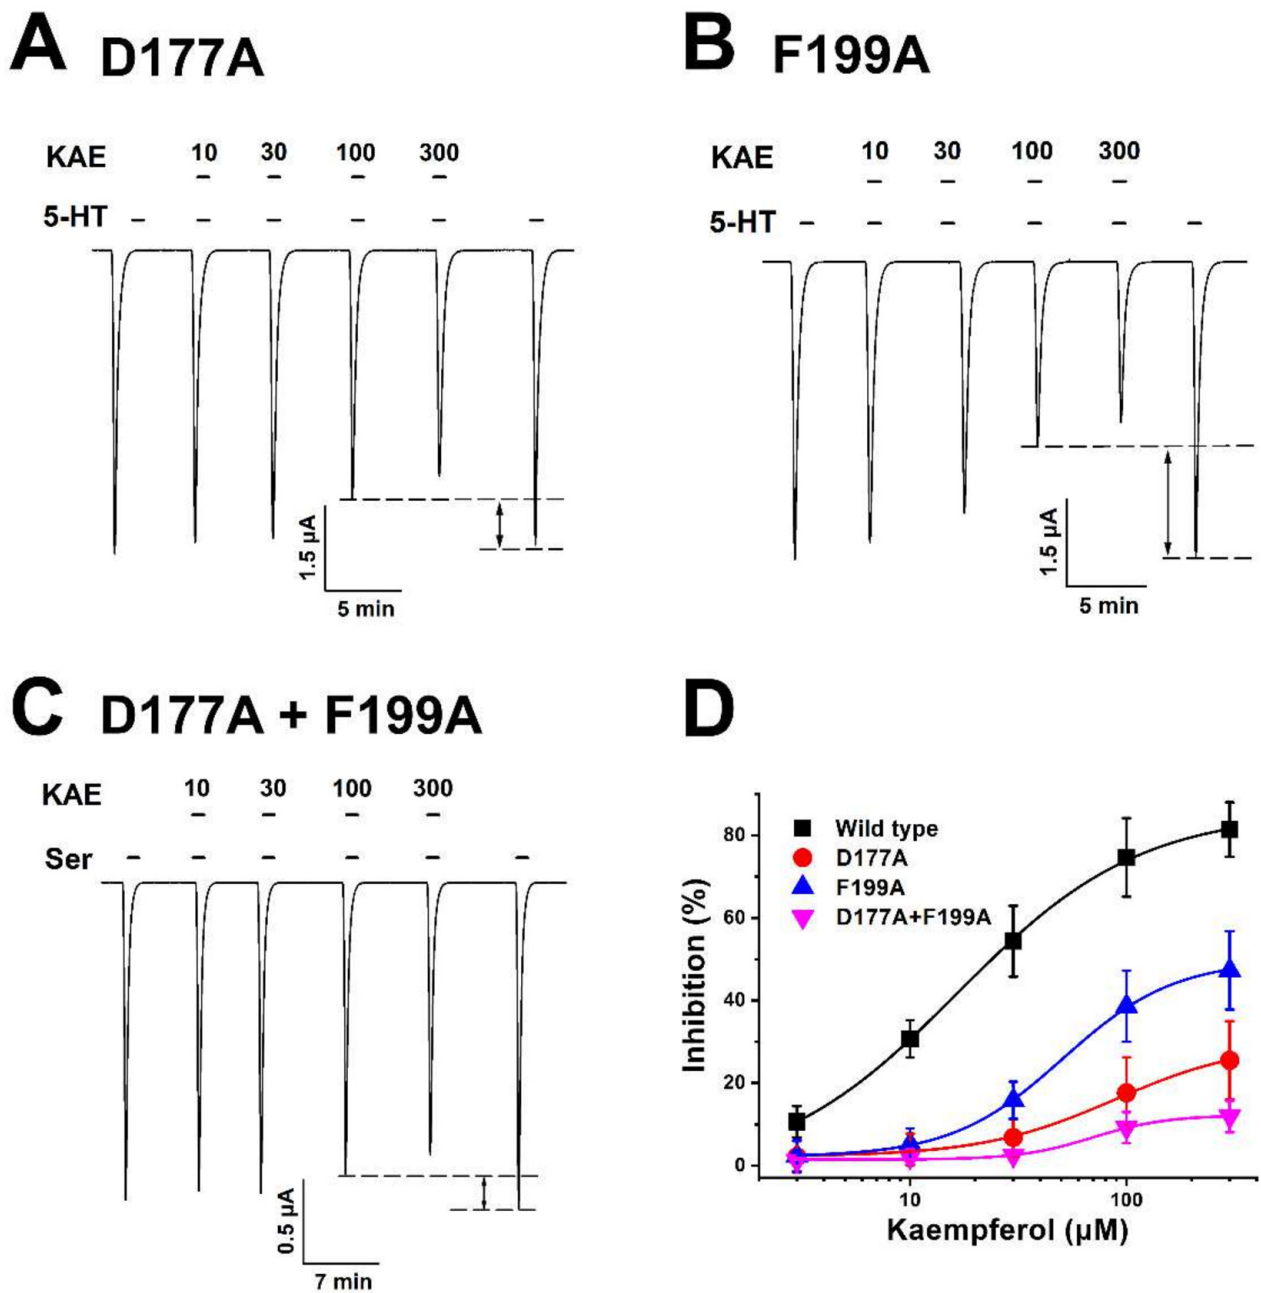 A D177A
KAE 10 30 100 300
5-HT
1.5 µA
5 min
B F199A
KAE 10 30 100 300
5-HT
1.5 µA
5 min
C D177A + F199A
KAE 10 30 100 300
Ser
0.5 µA
7 min
D
Wild type
D177A
F199A
D177A+F199A
80
60
40
20
0
Inhibition (%)
10 100
Kaempferol (µM)